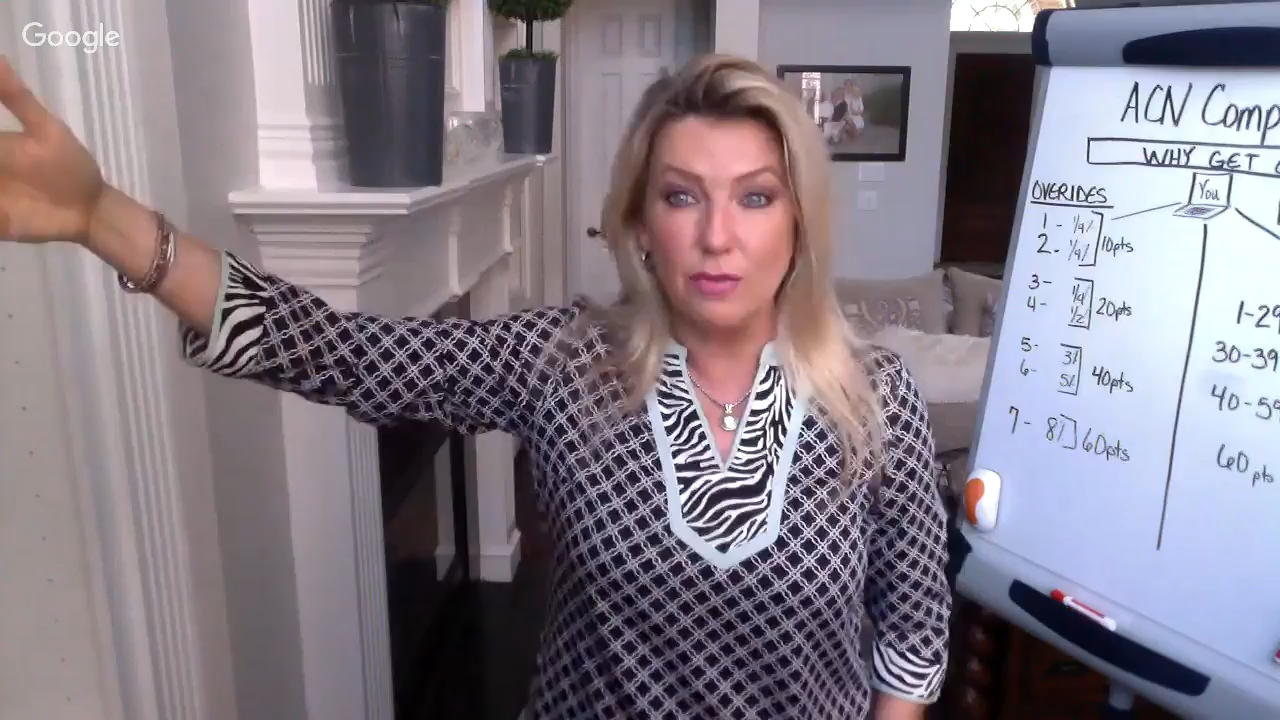 Google
ACN Comp
WHY GET
You
OVERIDES
1 - 1/4%
2 - 1/4%
10pts
3 - 1/4
4 - 1/2
20pts
5 - 3%
6 - 5%
40pts
7 - 8% 60pts
1-29
30-39
40-59
60 pts